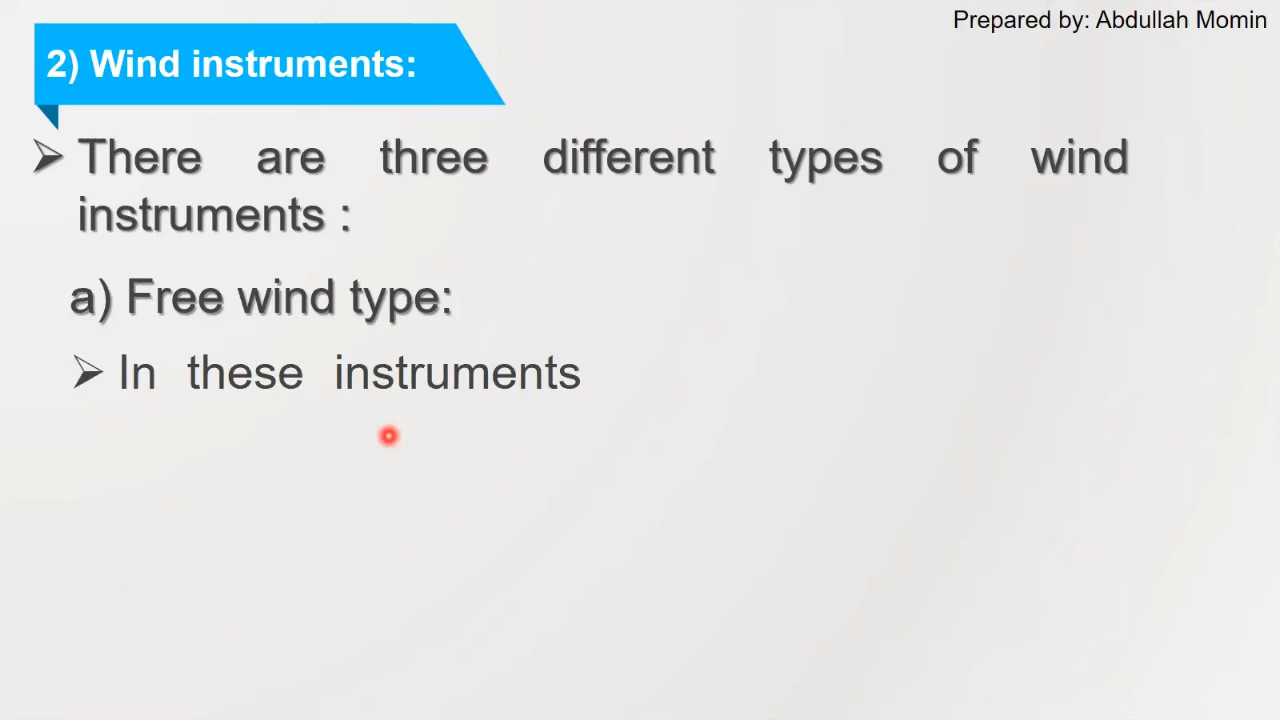 Prepared by: Abdullah Momin
2) Wind instruments:
There are three different types of wind
instruments :
a) Free wind type:
In these instruments